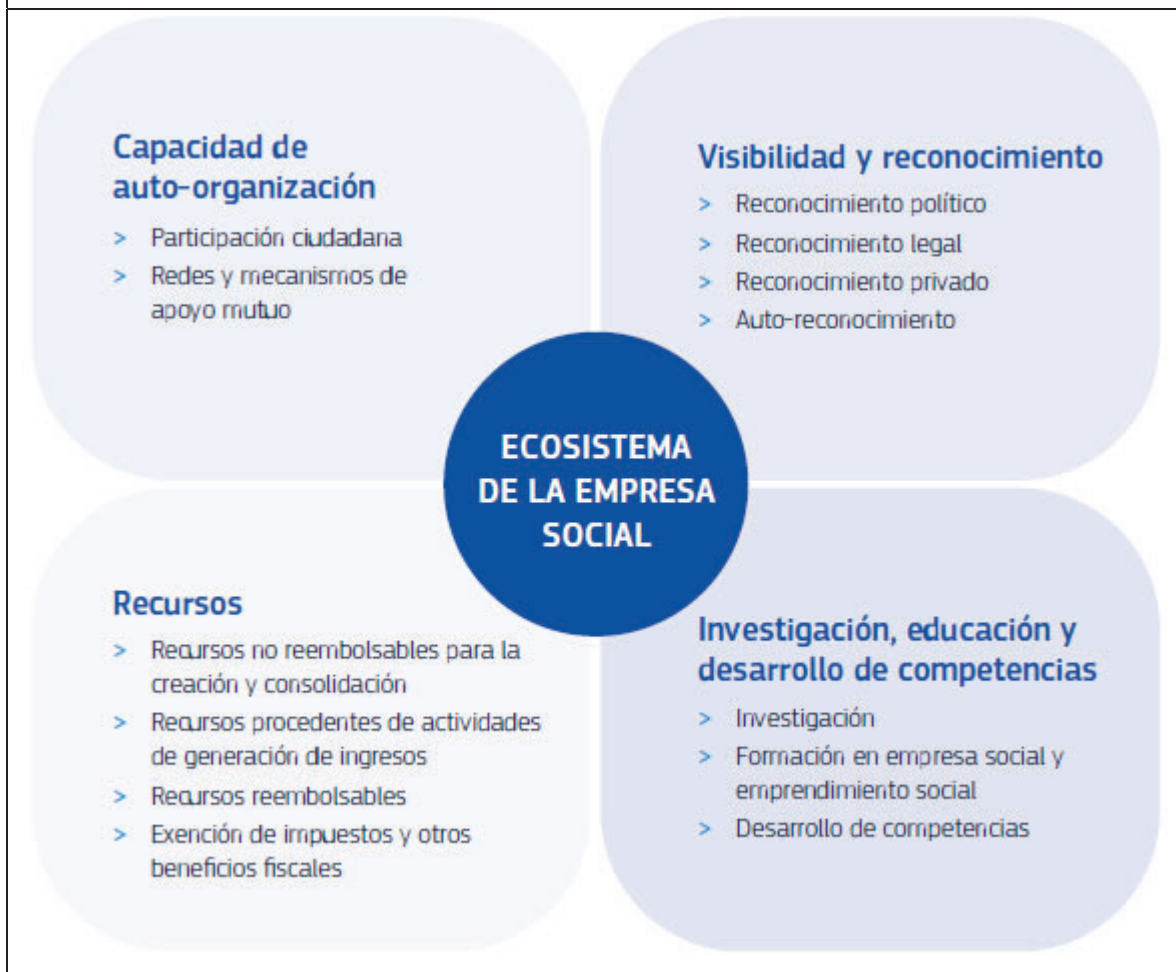 Capacidad de
auto-organización
> Participación ciudadana
> Redes y mecanismos de
apoyo mutuo
Visibilidad y reconocimiento
> Reconocimiento político
> Reconocimiento legal
> Reconocimiento privado
> Auto-reconocimiento
ECOSISTEMA
DE LA EMPRESA
SOCIAL
Recursos
> Recursos no reembolsables para la
creación y consolidación
> Recursos procedentes de actividades
de generación de ingresos
> Recursos reembolsables
> Exención de impuestos y otros
beneficios fiscales
Investigación, educación y
desarrollo de competencias
> Investigación
> Formación en empresa social y
emprendimiento social
> Desarrollo de competencias